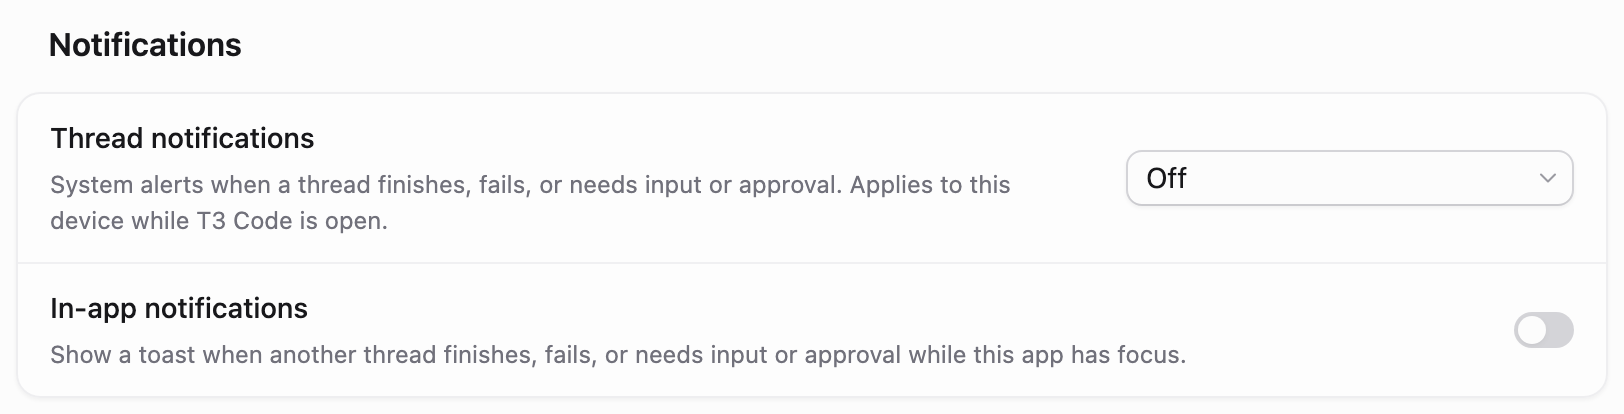 Notifications
Thread notifications
System alerts when a thread finishes, fails, or needs input or approval. Applies to this
device while T3 Code is open.
Off
In-app notifications
Show a toast when another thread finishes, fails, or needs input or approval while this app has focus.